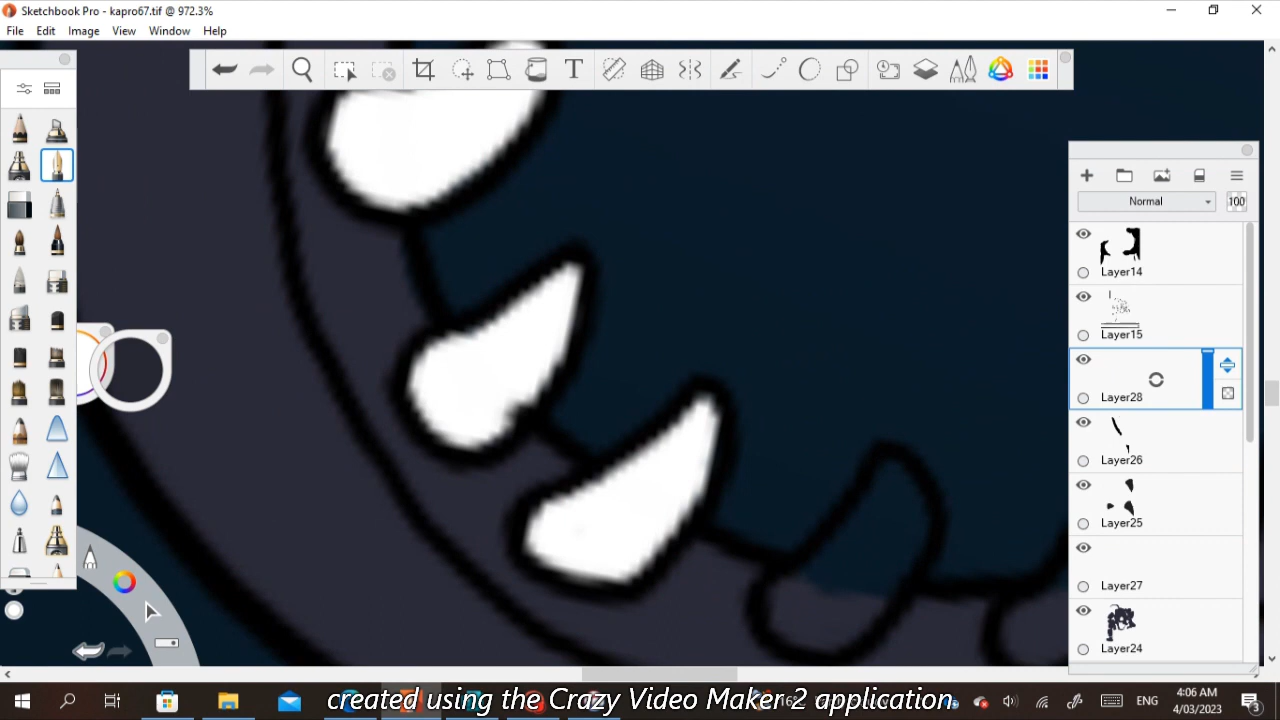 Sketchbook Pro - kapro67.tif @ 972.3%
File Edit Image View Window Help
T
Normal
100
Layer14
Layer15
Layer28
Layer26
Layer25
Layer27
Layer24
created using the Crazy Video Maker 2 application
ENG
4:06 AM
4/03/2023
3